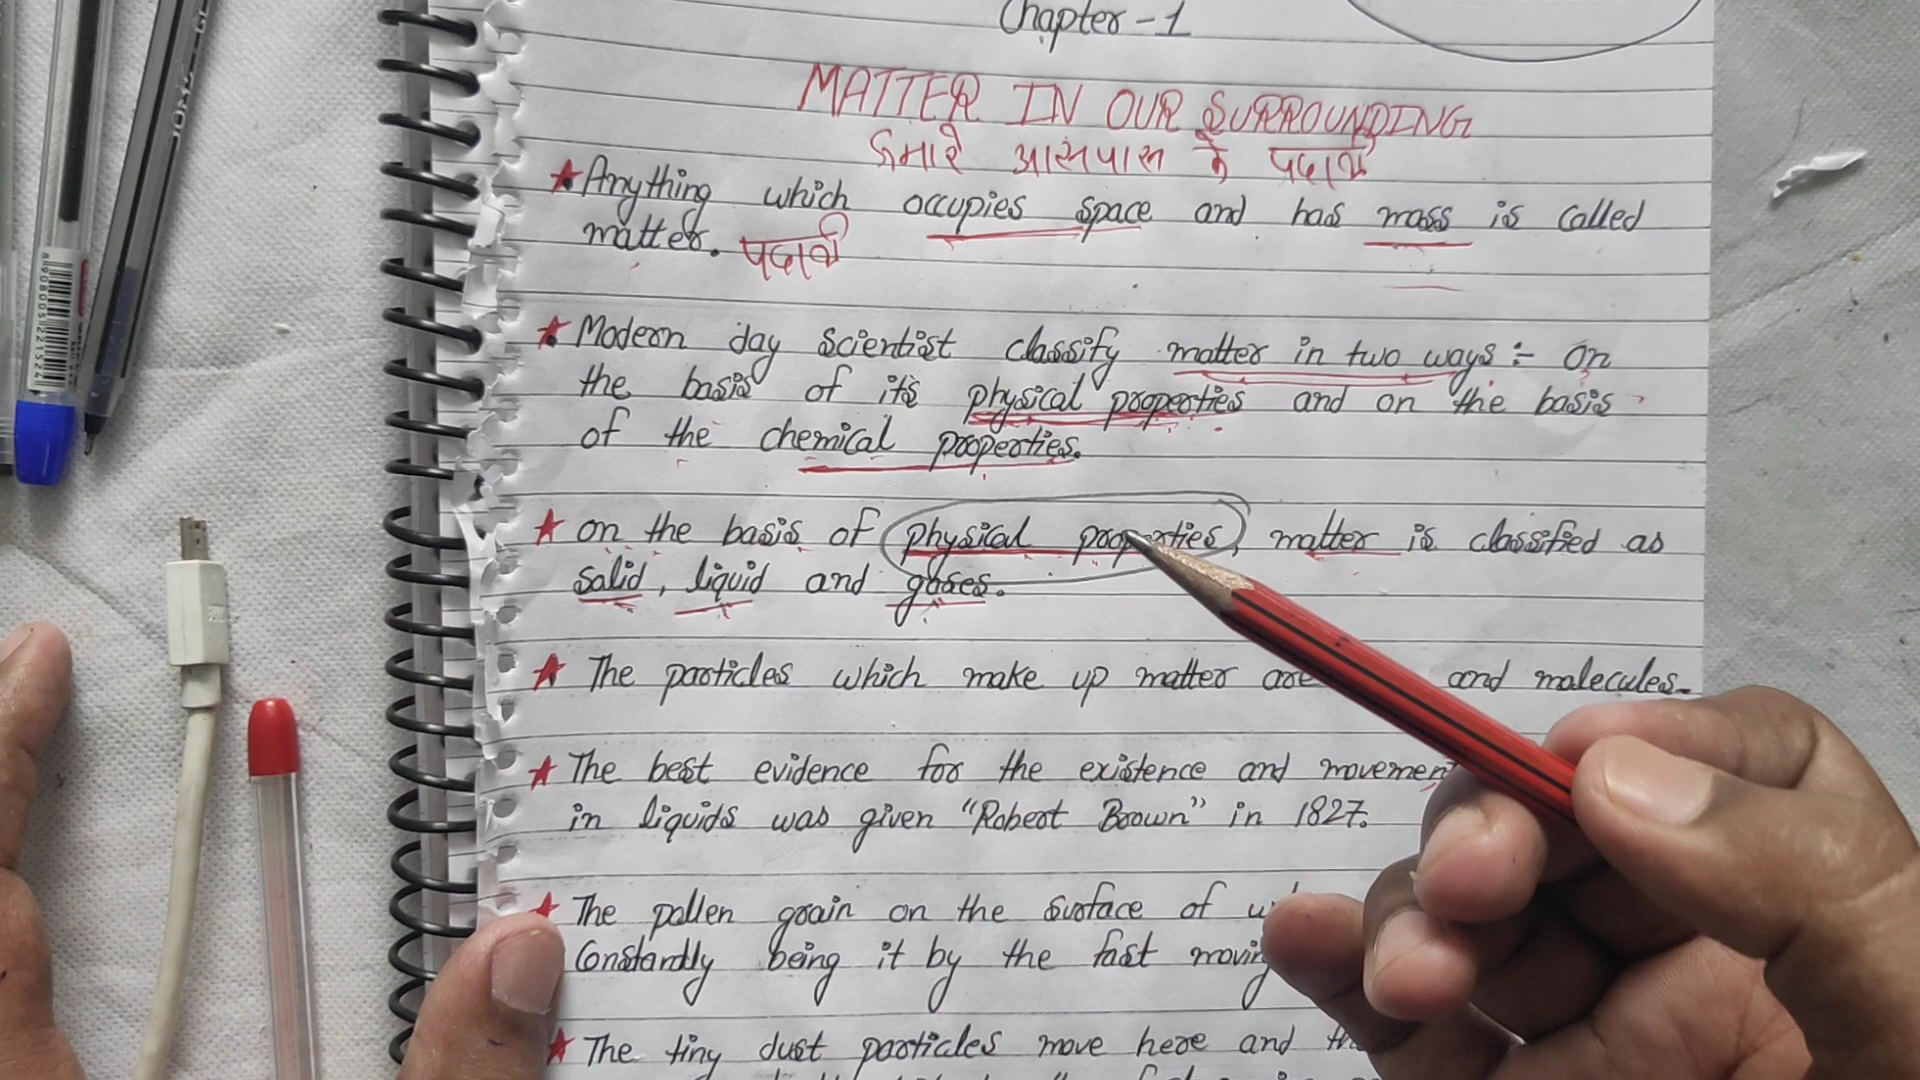 Chapter - 1
MATTER IN OUR SURROUNDING
हमारे आसपास के पदार्थ
Anything which occupies space and has mass is called
matter. पदार्थ
Modern day scientist classify matter in two ways :- On
the basis of its physical properties and on the basis
of the chemical properties.
on the basis of physical properties, matter is classified as
solid, liquid and gases.
The particles which make up matter are and molecules.
The best evidence for the existence and movement
in liquids was given "Robert Brown" in 1827.
The pollen grain on the surface of
Constantly being it by the fast moving
The tiny dust particles move here and
8908005221524